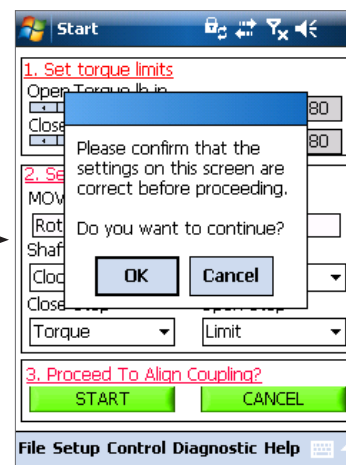 Start
1. Set torque limits
Open Torque lb.in
80
Close
80
Please confirm that the
settings on this screen are
correct before proceeding.
Do you want to continue?
OK
Cancel
2. Se
MOV
Rot
Shaf
Cloc
Close Stop
Open Stop
Torque
Limit
3. Proceed To Align Coupling?
START
CANCEL
File Setup Control Diagnostic Help